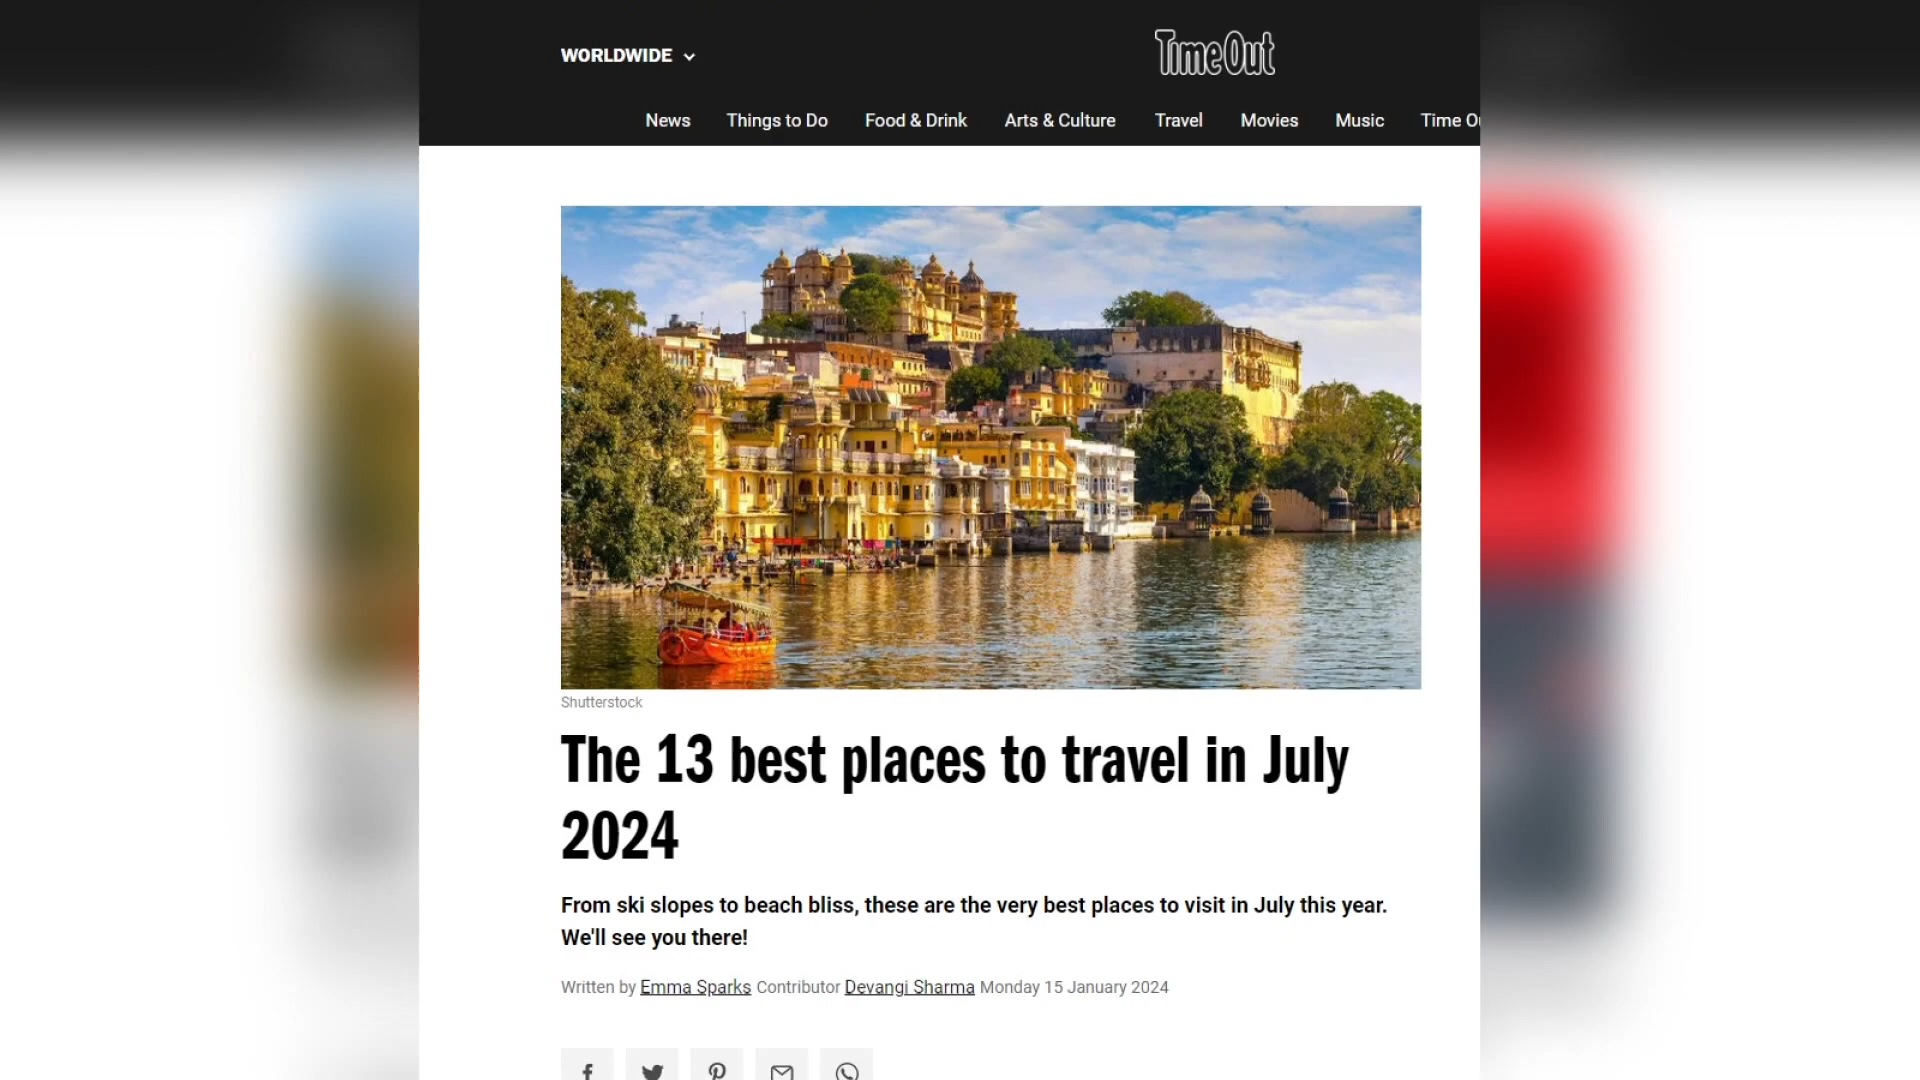 WORLDWIDE
TimeOut
News Things to Do Food & Drink Arts & Culture Travel Movies Music Time O
Shutterstock
The 13 best places to travel in July
2024
From ski slopes to beach bliss, these are the very best places to visit in July this year.
We'll see you there!
Written by Emma Sparks Contributor Devangi Sharma Monday 15 January 2024